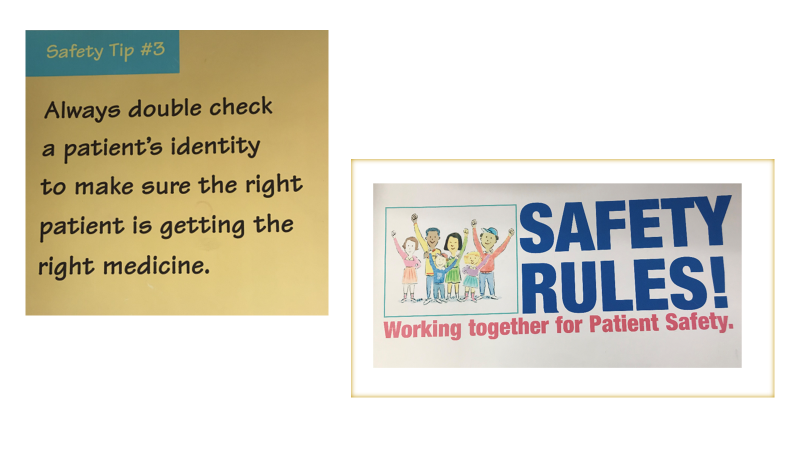 Safety Tip #3
Always double check
a patient's identity
to make sure the right
patient is getting the
right medicine.
SAFETY
RULES!
Working together for Patient Safety.